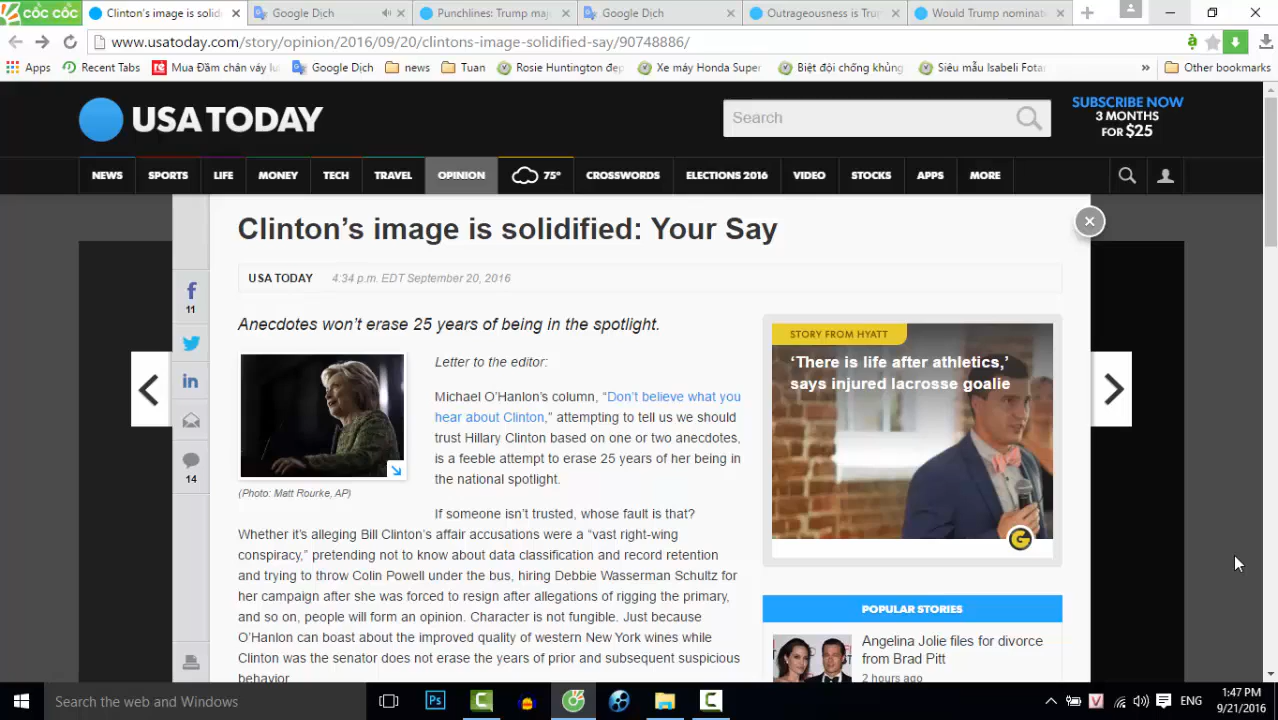 CỐC CỐC
Clinton's image is solid
Google Dịch
Punchlines: Trump maj
Google Dịch
Outrageousness is Trum
Would Trump nominate
www.usatoday.com/story/opinion/2016/09/20/clintons-image-solidified-say/90748886/
Apps
Recent Tabs
Mua Đầm chân váy lư
Google Dịch
news
Tuan
Rosie Huntington đẹp
Xe máy Honda Super
Biệt đội chống khủng
Siêu mẫu Isabeli Fotar
»
Other bookmarks
USA TODAY
Search
SUBSCRIBE NOW
3 MONTHS
FOR $25
NEWS
SPORTS
LIFE
MONEY
TECH
TRAVEL
OPINION
75°
CROSSWORDS
ELECTIONS 2016
VIDEO
STOCKS
APPS
MORE
Clinton's image is solidified: Your Say
USA TODAY 4:34 p.m. EDT September 20, 2016
11
14
Anecdotes won't erase 25 years of being in the spotlight.
(Photo: Matt Rourke, AP)
Letter to the editor:
Michael O'Hanlon's column, "Don't believe what you
hear about Clinton," attempting to tell us we should
trust Hillary Clinton based on one or two anecdotes,
is a feeble attempt to erase 25 years of her being in
the national spotlight.
If someone isn't trusted, whose fault is that?
Whether it's alleging Bill Clinton's affair accusations were a "vast right-wing
conspiracy," pretending not to know about data classification and record retention
and trying to throw Colin Powell under the bus, hiring Debbie Wasserman Schultz for
her campaign after she was forced to resign after allegations of rigging the primary,
and so on, people will form an opinion. Character is not fungible. Just because
O'Hanlon can boast about the improved quality of western New York wines while
Clinton was the senator does not erase the years of prior and subsequent suspicious
behavior.
STORY FROM HYATT
'There is life after athletics,'
says injured lacrosse goalie
G
POPULAR STORIES
Angelina Jolie files for divorce
from Brad Pitt
2 hours ago
Search the web and Windows
Ps
V
ENG
1:47 PM
9/21/2016